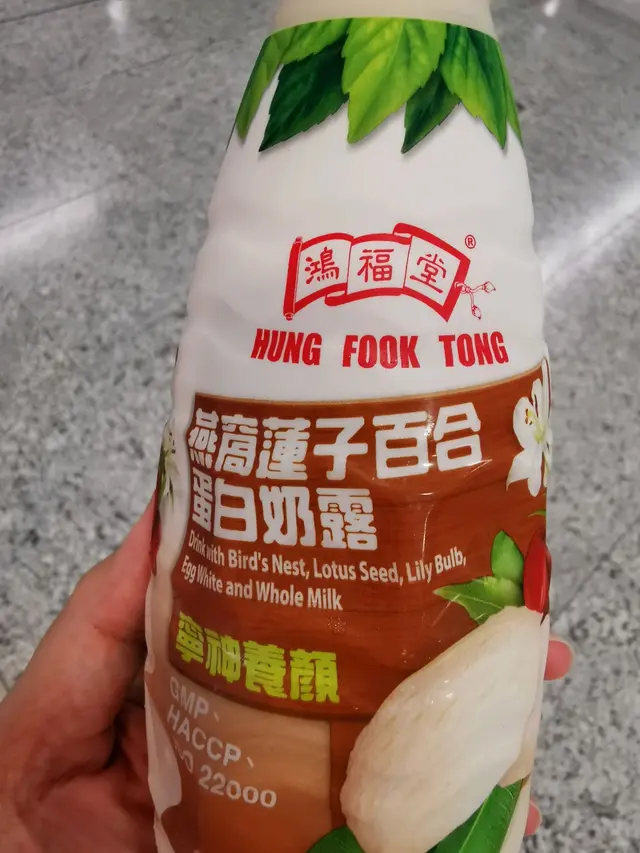 鴻福堂®
HUNG FOOK TONG
燕窩蓮子百合
蛋白奶露
Drink with Bird's Nest, Lotus Seed, Lily Bulb,
Egg White and Whole Milk
寧神養顏
GMP、
HACCP、
22000